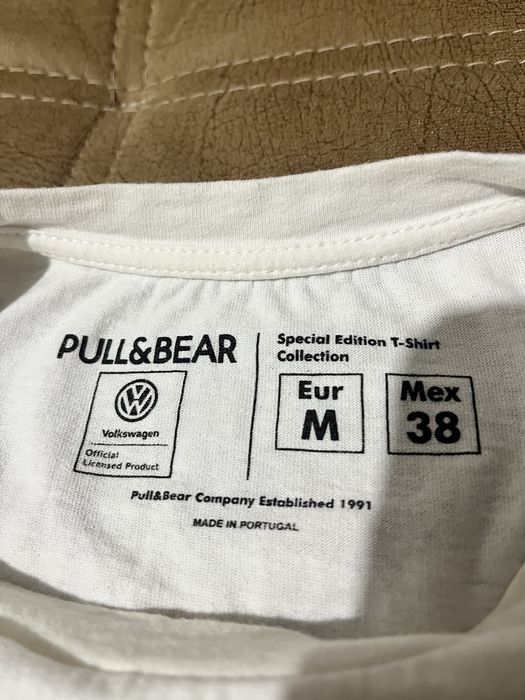 PULL&BEAR
Volkswagen
Official
Licensed Product
Special Edition T-Shirt
Collection
Eur
M
Mex
38
Pull&Bear Company Established 1991
MADE IN PORTUGAL